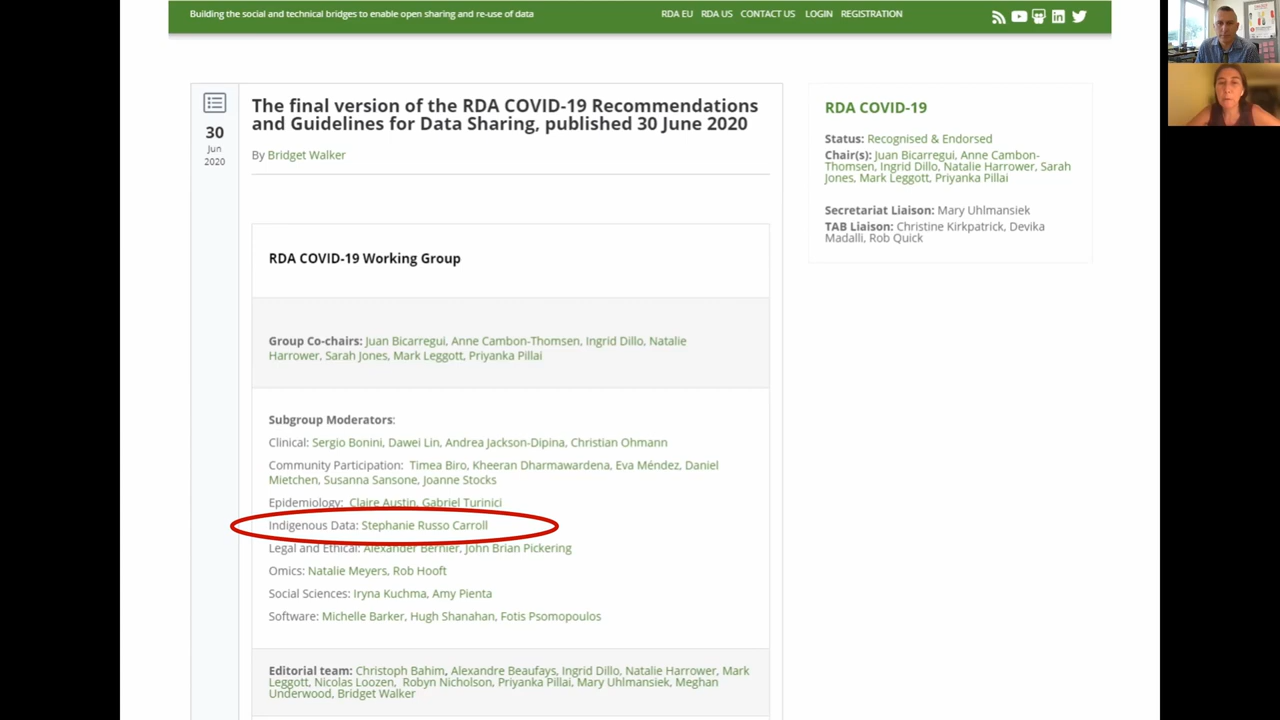 Building the social and technical bridges to enable open sharing and re-use of data
RDA EU RDA US CONTACT US LOGIN REGISTRATION
30
Jun
2020
The final version of the RDA COVID-19 Recommendations
and Guidelines for Data Sharing, published 30 June 2020
By Bridget Walker
RDA COVID-19 Working Group
Group Co-chairs: Juan Bicarregui, Anne Cambon-Thomsen, Ingrid Dillo, Natalie
Harrower, Sarah Jones, Mark Leggott, Priyanka Pillai
Subgroup Moderators:
Clinical: Sergio Bonini, Dawei Lin, Andrea Jackson-Dipina, Christian Ohmann
Community Participation: Timea Biro, Kheeran Dharmawardena, Eva Méndez, Daniel
Mietchen, Susanna Sansone, Joanne Stocks
Epidemiology: Claire Austin, Gabriel Turinici
Indigenous Data: Stephanie Russo Carroll
Legal and Ethical: Alexander Bernier, John Brian Pickering
Omics: Natalie Meyers, Rob Hooft
Social Sciences: Iryna Kuchma, Amy Pienta
Software: Michelle Barker, Hugh Shanahan, Fotis Psomopoulos
Editorial team: Christoph Bahim, Alexandre Beaufays, Ingrid Dillo, Natalie Harrower, Mark
Leggott, Nicolas Loozen, Robyn Nicholson, Priyanka Pillai, Mary Uhlmansiek, Meghan
Underwood, Bridget Walker
RDA COVID-19
Status: Recognised & Endorsed
Chair(s): Juan Bicarregui, Anne Cambon-
Thomsen, Ingrid Dillo, Natalie Harrower, Sarah
Jones, Mark Leggott, Priyanka Pillai
Secretariat Liaison: Mary Uhlmansiek
TAB Liaison: Christine Kirkpatrick, Devika
Madalli, Rob Quick